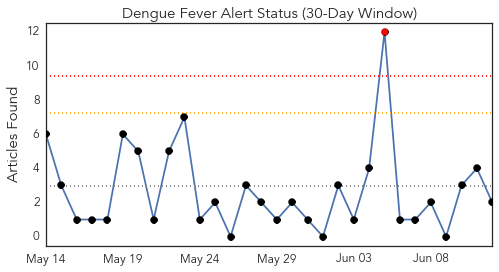 Dengue Fever Alert Status (30-Day Window)
Articles Found
12
10
8
6
4
2
0
May 14
May 19
May 24
May 29
Jun 03
Jun 08